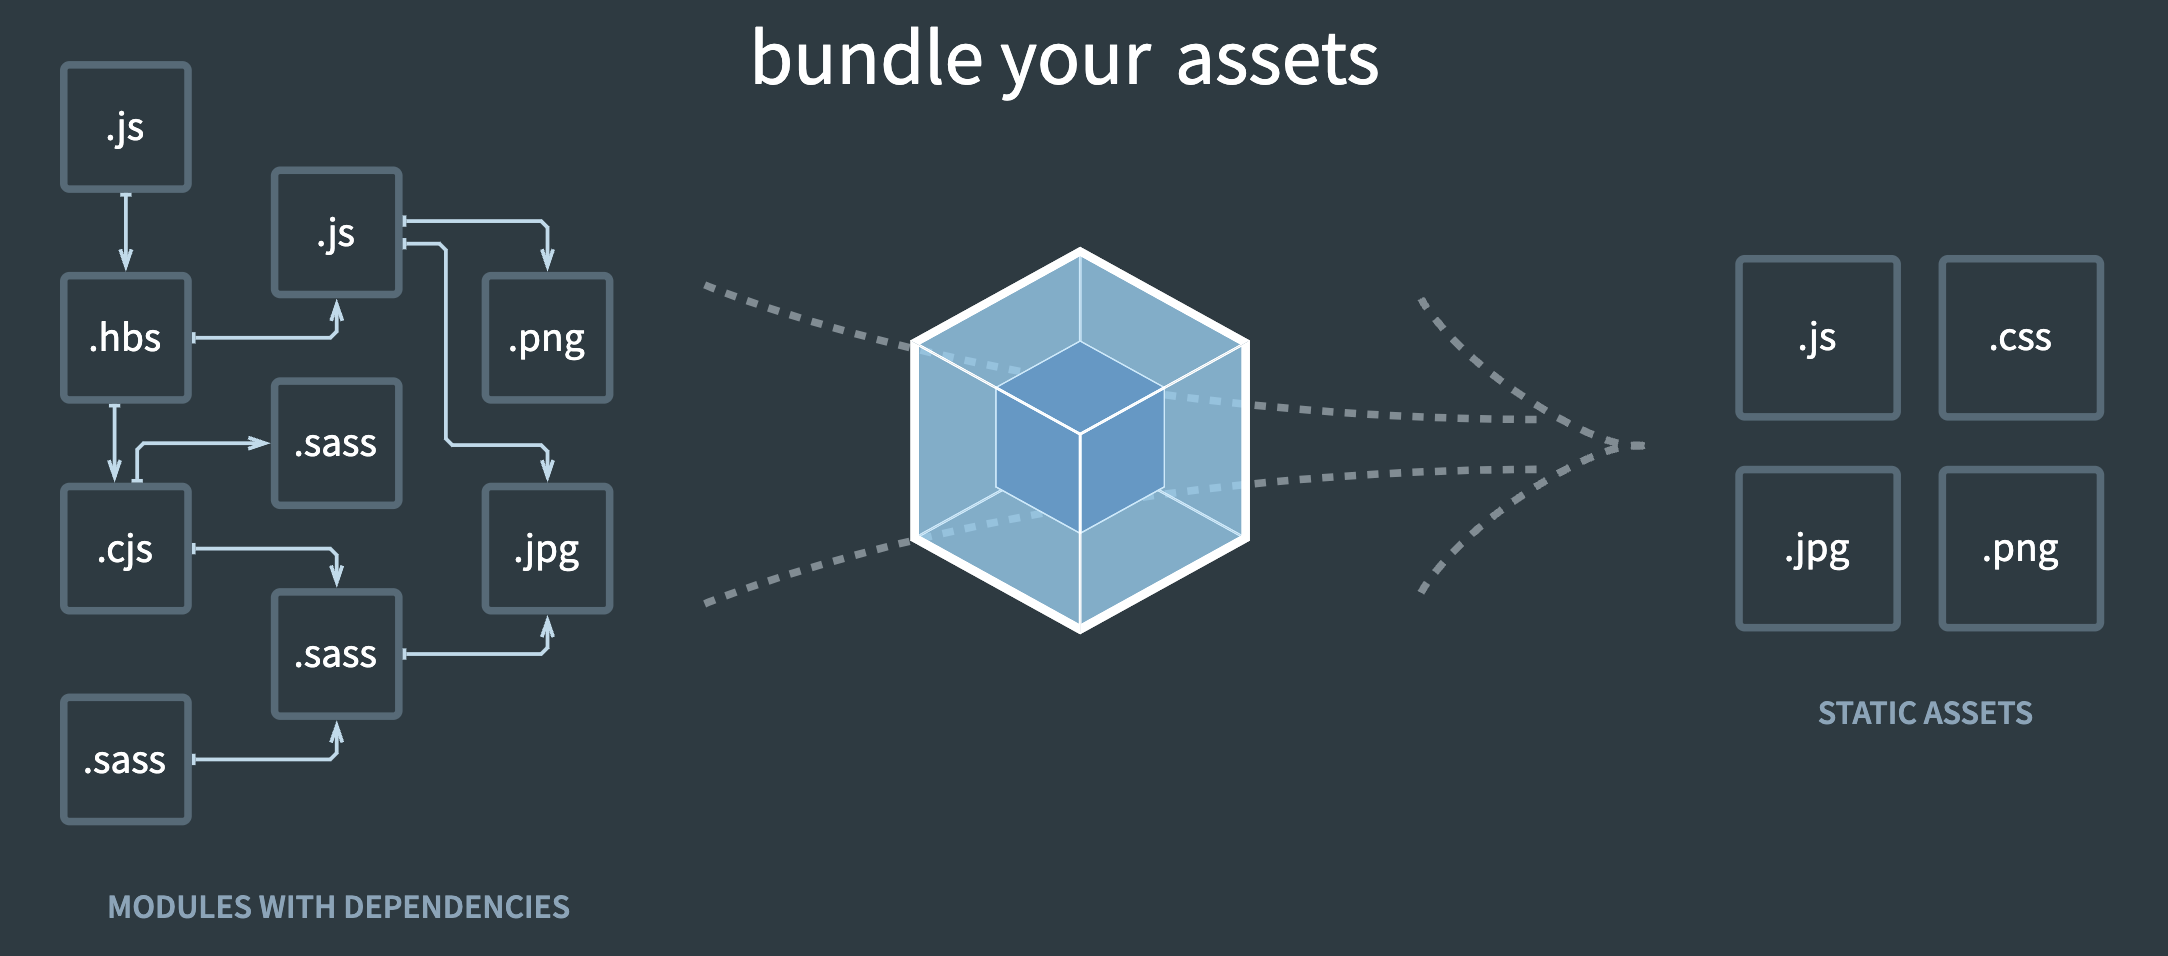 bundle your assets
.js
.js
.hbs
.png
.sass
.cjs
.jpg
.sass
.sass
MODULES WITH DEPENDENCIES
.js
.css
.jpg
.png
STATIC ASSETS